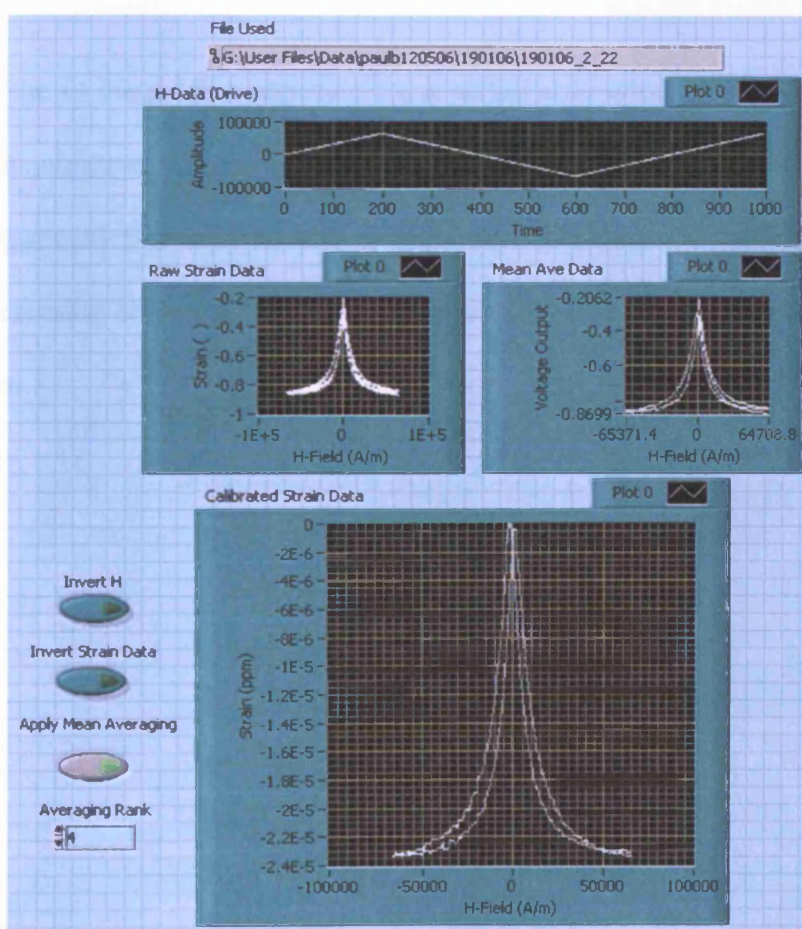 File Used
G:\User Files\Data\paulb120506\190106\190106_2_22
H-Data (Drive)
Plot 0
Amplitude
100000
0
-100000
0 100 200 300 400 500 600 700 800 900 1000
Time
Raw Strain Data
Plot 0
Strain ( )
-0.2
-0.4
-0.6
-0.8
-1
-1E+5 0 1E+5
H-Field (A/m)
Mean Ave Data
Plot 0
Voltage Output
-0.2062
-0.4
-0.6
-0.8699
-65371.4 0 64708.8
H-Field (A/m)
Calibrated Strain Data
Plot 0
Strain (ppm)
0
-2E-6
-4E-6
-6E-6
-8E-6
-1E-5
-1.2E-5
-1.4E-5
-1.6E-5
-1.8E-5
-2E-5
-2.2E-5
-2.4E-5
-100000 -50000 0 50000 100000
H-Field (A/m)
Invert H
Invert Strain Data
Apply Mean Averaging
Averaging Rank
4